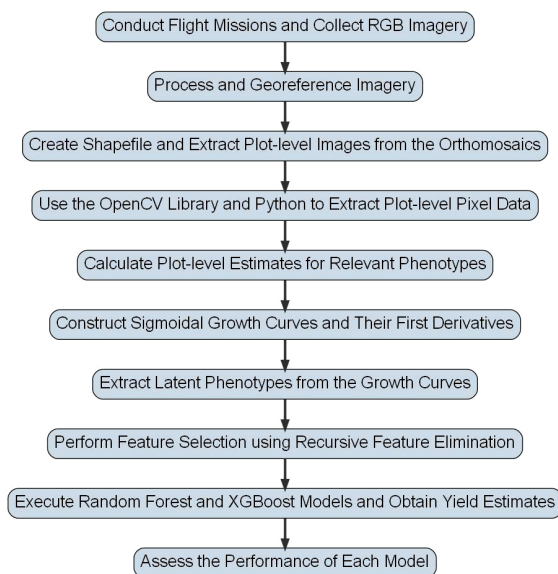 Conduct Flight Missions and Collect RGB Imagery
Process and Georeference Imagery
Create Shapefile and Extract Plot-level Images from the Orthomosaics
Use the OpenCV Library and Python to Extract Plot-level Pixel Data
Calculate Plot-level Estimates for Relevant Phenotypes
Construct Sigmoidal Growth Curves and Their First Derivatives
Extract Latent Phenotypes from the Growth Curves
Perform Feature Selection using Recursive Feature Elimination
Execute Random Forest and XGBoost Models and Obtain Yield Estimates
Assess the Performance of Each Model